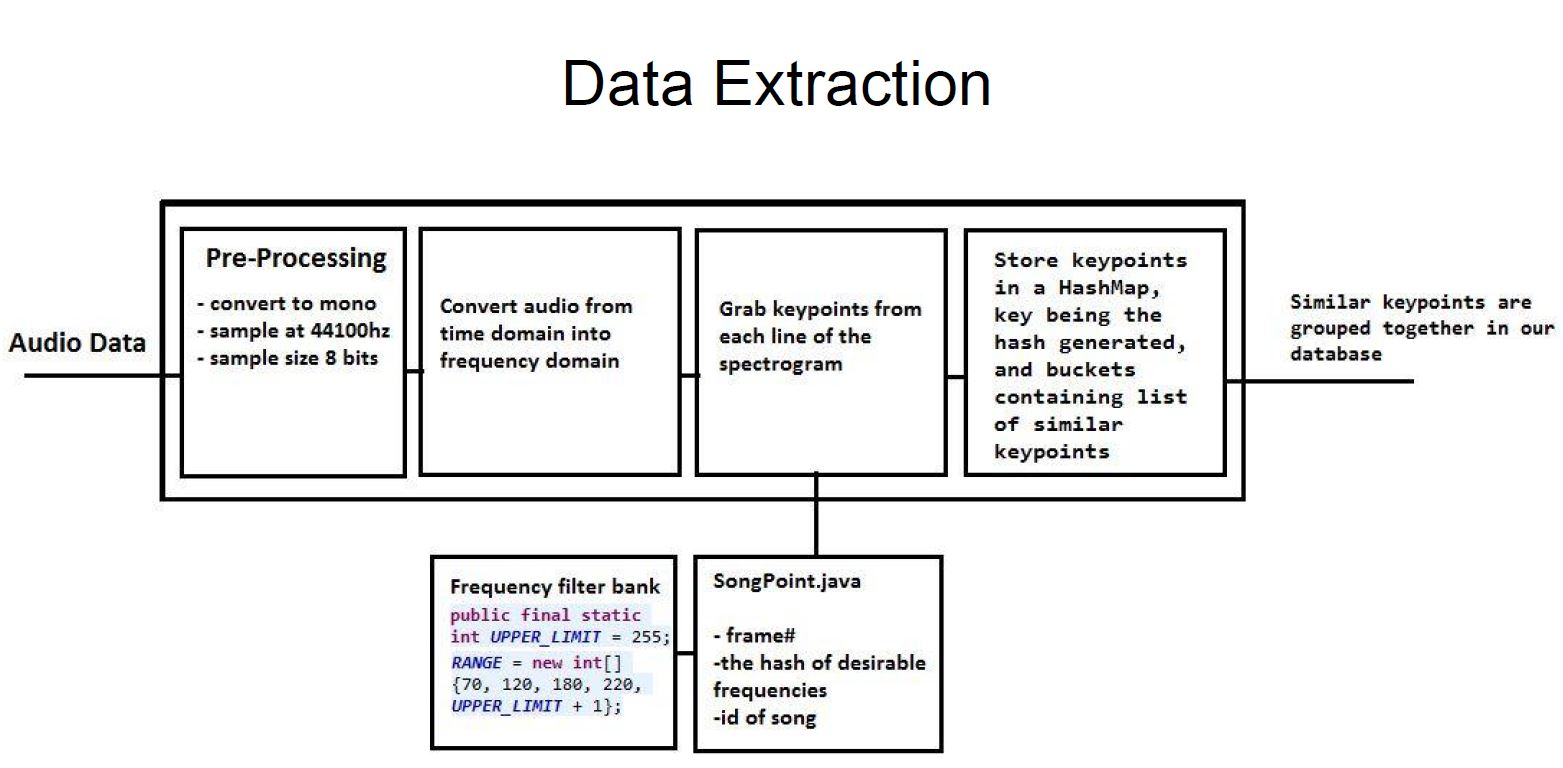 Data Extraction
Audio Data
Pre-Processing
- convert to mono
- sample at 44100hz
- sample size 8 bits
Convert audio from
time domain into
frequency domain
Grab keypoints from
each line of the
spectrogram
Store keypoints
in a HashMap,
key being the
hash generated,
and buckets
containing list
of similar
keypoints
Similar keypoints are
grouped together in our
database
Frequency filter bank
public final static
int UPPER_LIMIT = 255;
RANGE = new int[]
{70, 120, 180, 220,
UPPER_LIMIT + 1};
SongPoint.java
- frame#
-the hash of desirable
frequencies
-id of song